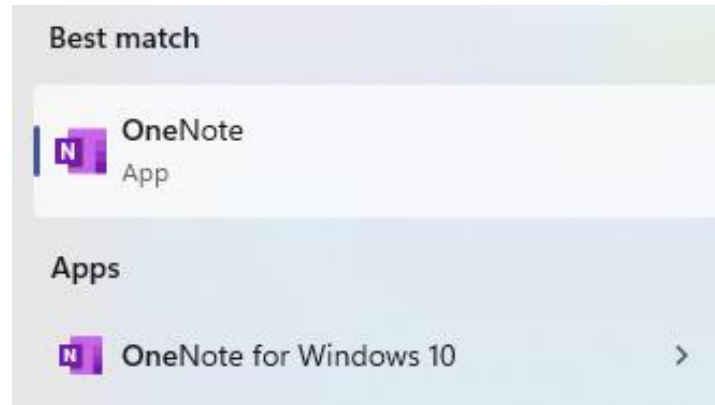 Best match
N
OneNote
App
Apps
N
OneNote for Windows 10